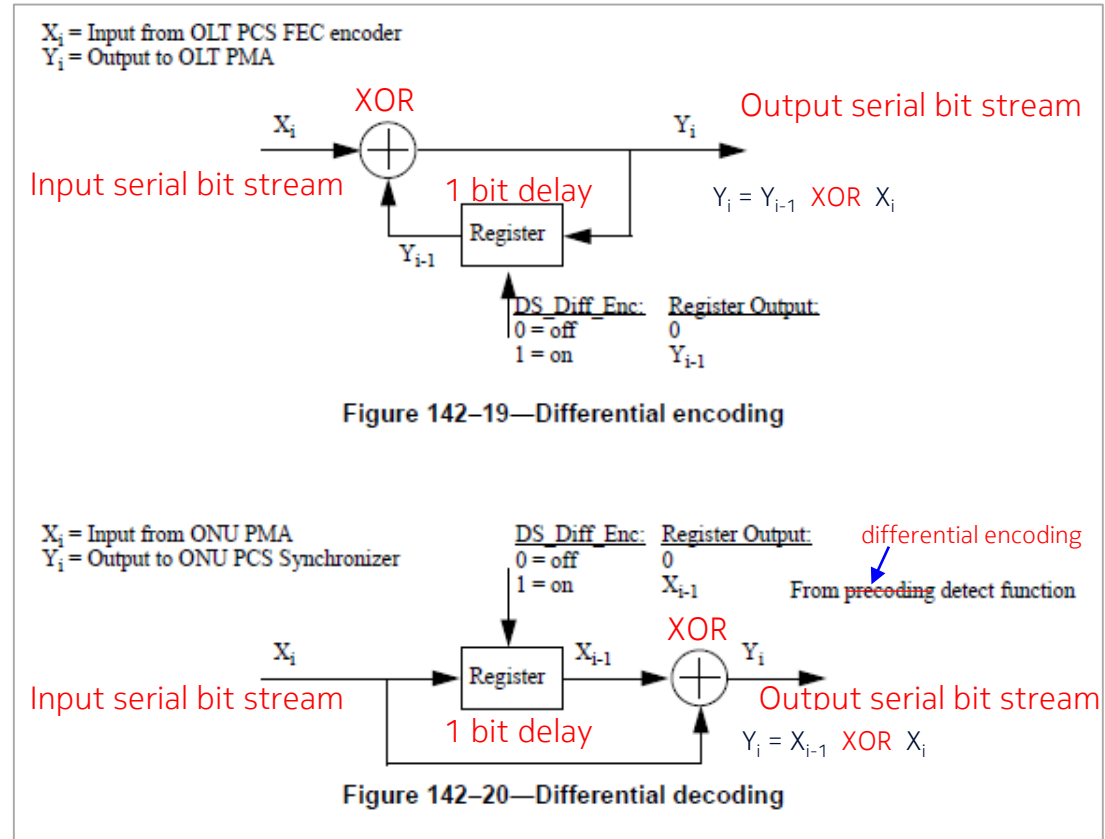 Xi = Input from OLT PCS FEC encoder
Yi = Output to OLT PMA
XOR
Output serial bit stream
Xi
Yi
Input serial bit stream
1 bit delay
Yi = Yi-1 XOR Xi
Register
Yi-1
DS_Diff_Enc: Register Output:
0 = off 0
1 = on Yi-1
Figure 142–19—Differential encoding
Xi = Input from ONU PMA
Yi = Output to ONU PCS Synchronizer
DS_Diff_Enc: Register Output:
0 = off 0
1 = on Xi-1
differential encoding
From precoding detect function
XOR
Xi
Xi-1
Yi
Register
Input serial bit stream
Output serial bit stream
1 bit delay
Yi = Xi-1 XOR Xi
Figure 142–20—Differential decoding